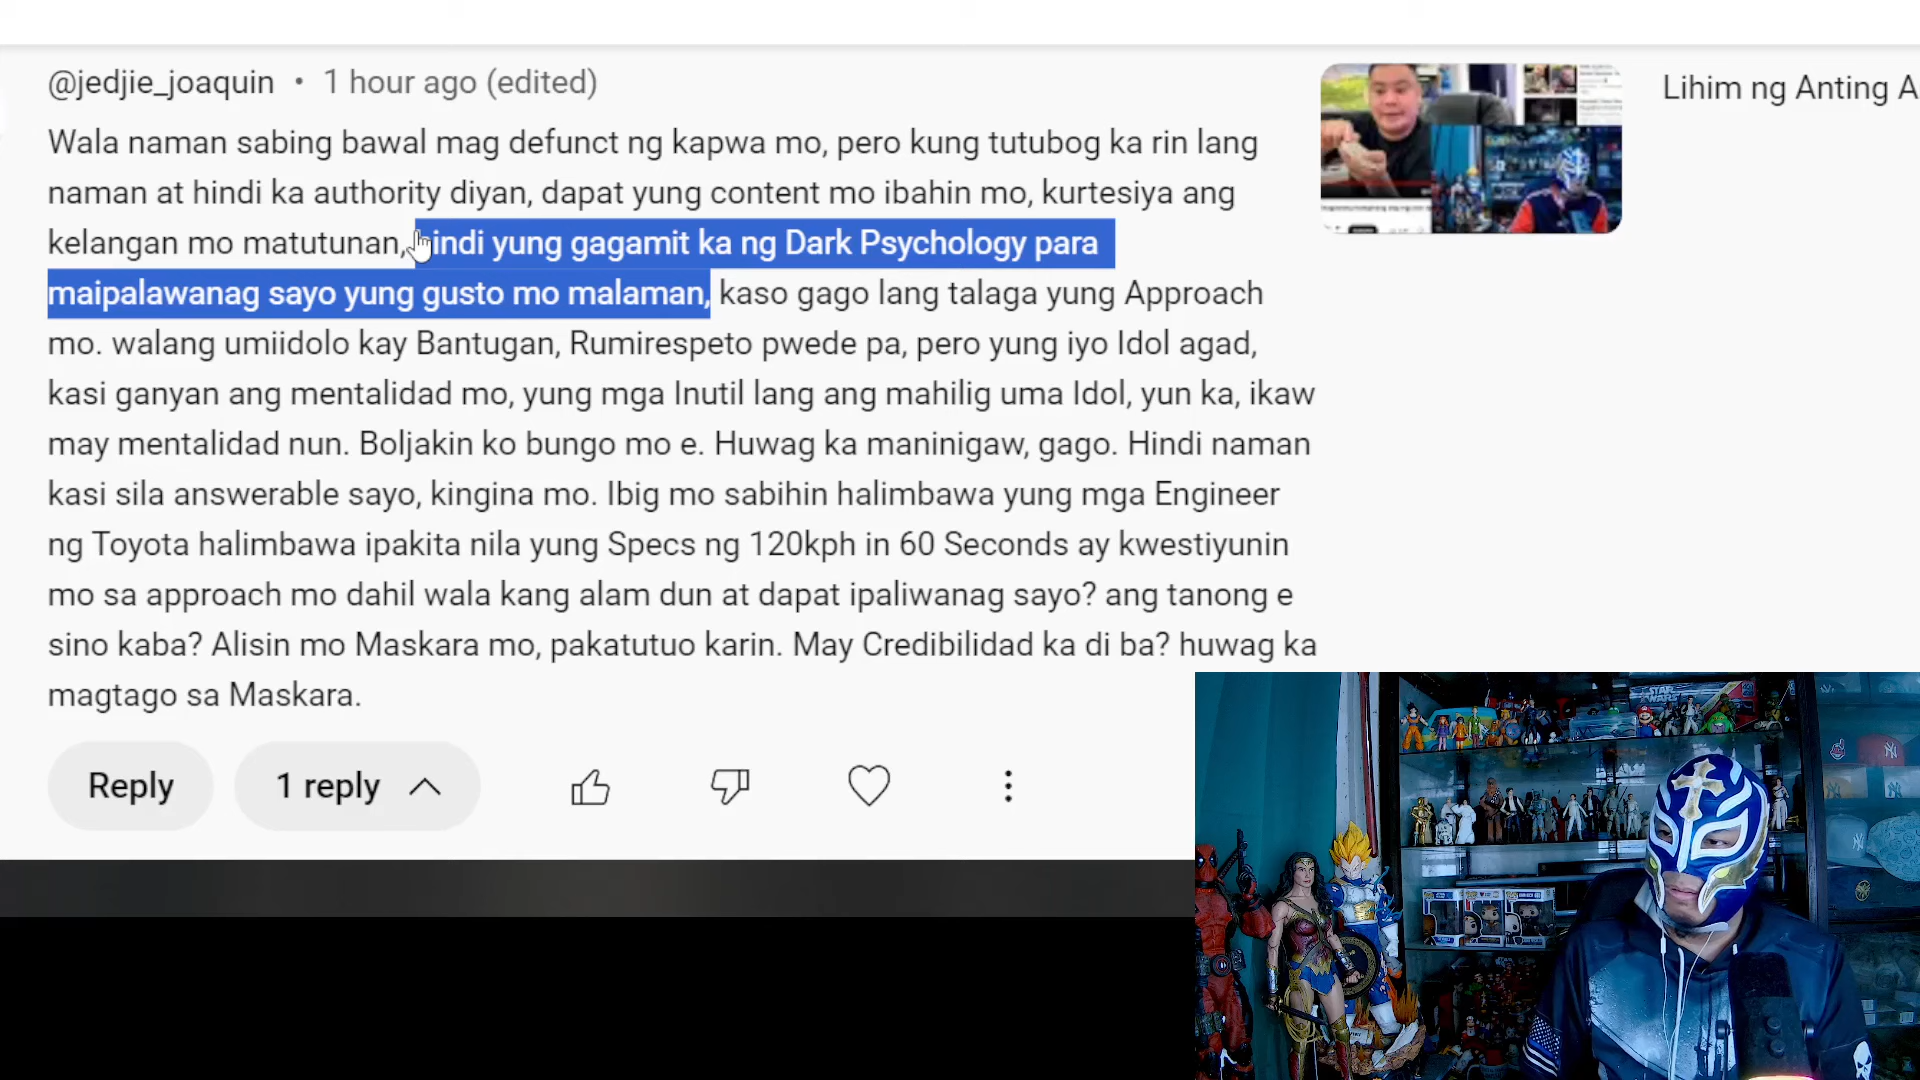 @jedjie_joaquin • 1 hour ago (edited)
Wala naman sabing bawal mag defunct ng kapwa mo, pero kung tutubog ka rin lang
naman at hindi ka authority diyan, dapat yung content mo ibahin mo, kurtesiya ang
kelangan mo matutunan, hindi yung gagamit ka ng Dark Psychology para
maipalawanag sayo yung gusto mo malaman, kaso gago lang talaga yung Approach
mo. walang umiidolo kay Bantugan, Rumirespeto pwede pa, pero yung iyo Idol agad,
kasi ganyan ang mentalidad mo, yung mga Inutil lang ang mahilig uma Idol, yun ka, ikaw
may mentalidad nun. Boljakin ko bungo mo e. Huwag ka maninigaw, gago. Hindi naman
kasi sila answerable sayo, kingina mo. Ibig mo sabihin halimbawa yung mga Engineer
ng Toyota halimbawa ipakita nila yung Specs ng 120kph in 60 Seconds ay kwestiyunin
mo sa approach mo dahil wala kang alam dun at dapat ipaliwanag sayo? ang tanong e
sino kaba? Alisin mo Maskara mo, pakatutuo karin. May Credibilidad ka di ba? huwag ka
magtago sa Maskara.
Reply
1 reply
Lihim ng Anting A
STAR WARS